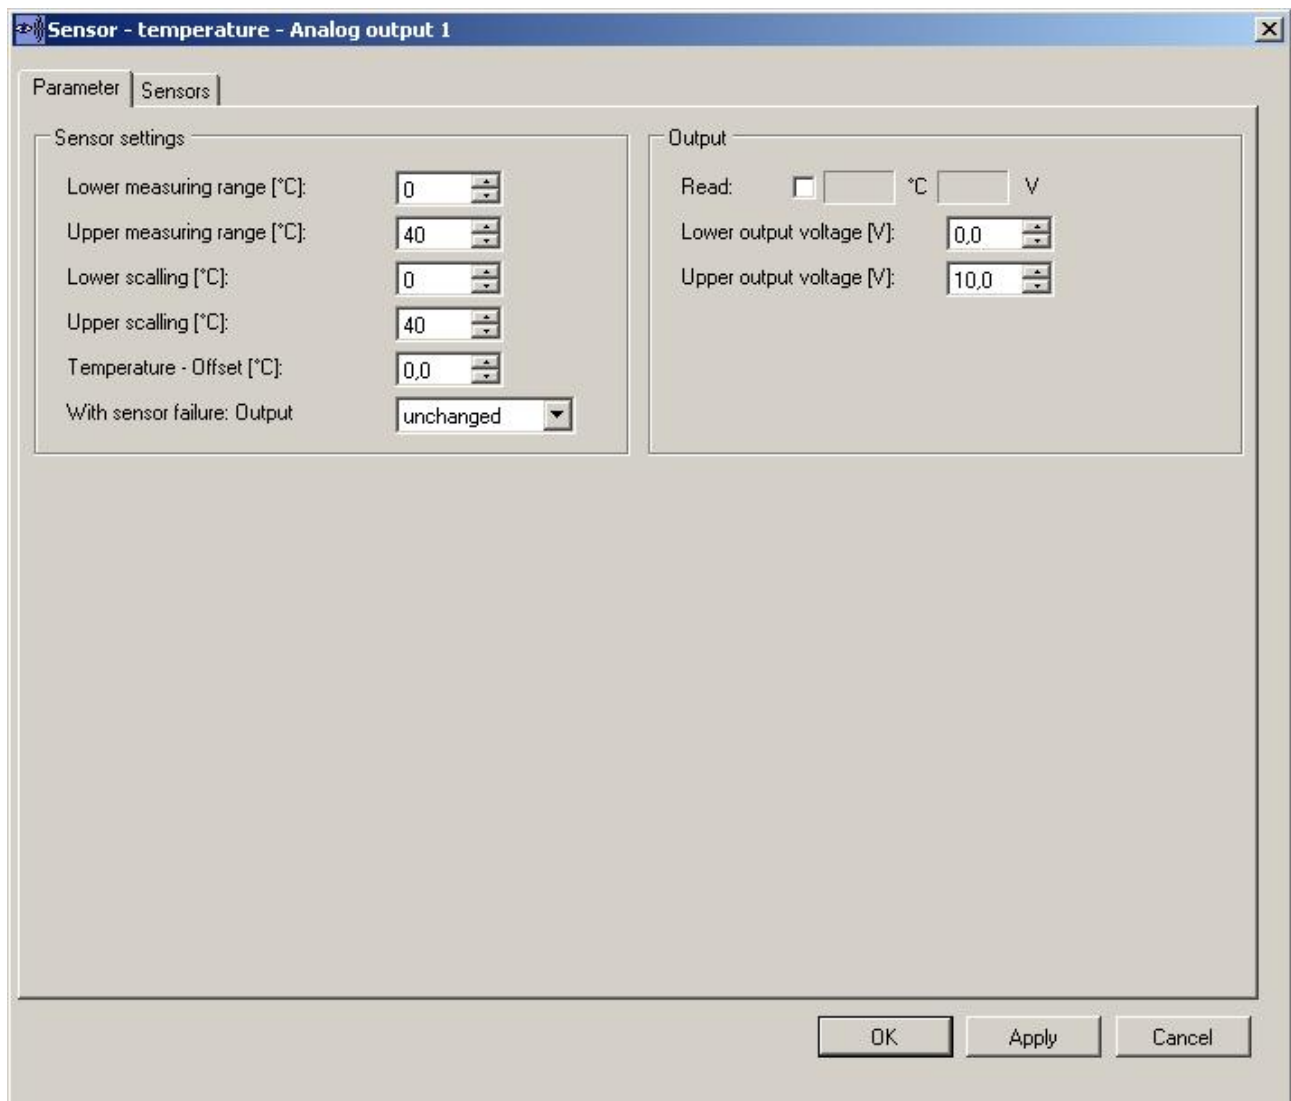 Sensor - temperature - Analog output 1
Parameter
Sensors
Sensor settings
Lower measuring range [°C]: 0
Upper measuring range [°C]: 40
Lower scalling [°C]: 0
Upper scalling [°C]: 40
Temperature - Offset [°C]: 0,0
With sensor failure: Output unchanged
Output
Read: °C V
Lower output voltage [V]: 0,0
Upper output voltage [V]: 10,0
OK
Apply
Cancel